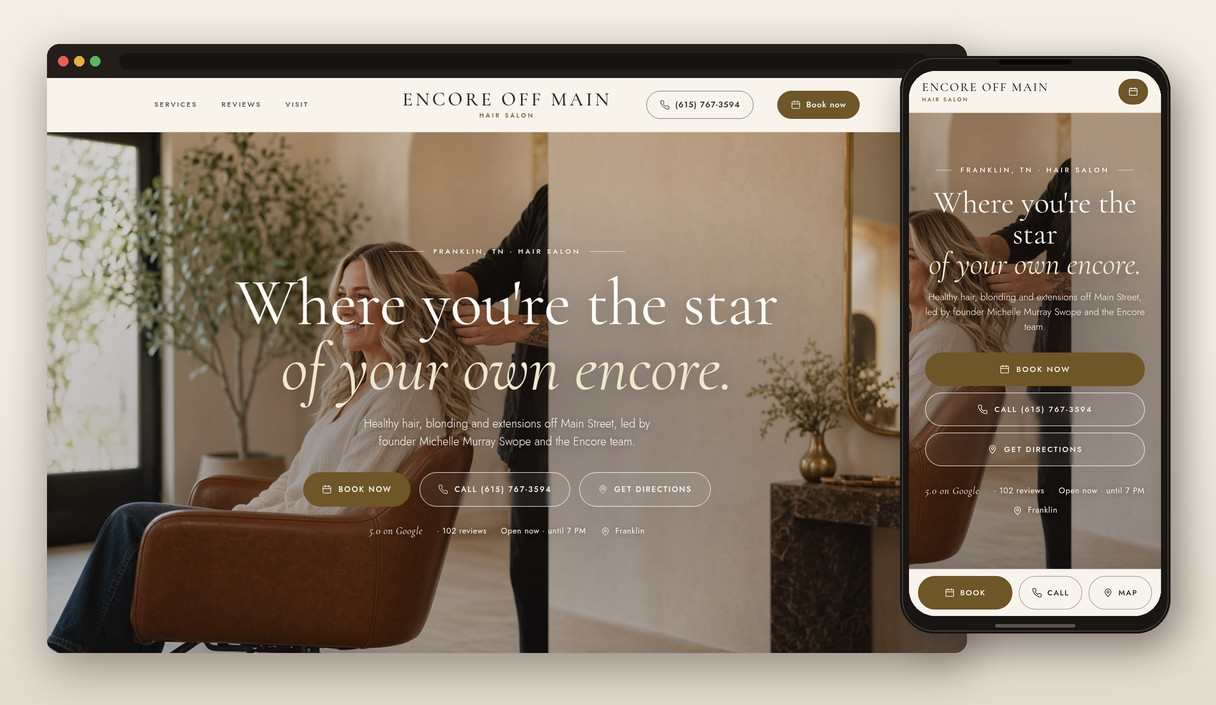 SERVICES REVIEWS VISIT
ENCORE OFF MAIN
HAIR SALON
(615) 767-3594
Book now
FRANKLIN, TN · HAIR SALON
Where you're the star
of your own encore.
Healthy hair, blonding and extensions off Main Street, led by
founder Michelle Murray Swope and the Encore team.
BOOK NOW
CALL (615) 767-3594
GET DIRECTIONS
5.0 on Google · 102 reviews Open now · until 7 PM Franklin
ENCORE OFF MAIN
HAIR SALON
FRANKLIN, TN · HAIR SALON
Where you're the
star
of your own encore.
Healthy hair, blonding and extensions off Main Street,
led by founder Michelle Murray Swope and the Encore
team.
BOOK NOW
CALL (615) 767-3594
GET DIRECTIONS
5.0 on Google · 102 reviews Open now · until 7 PM
Franklin
BOOK
CALL
MAP